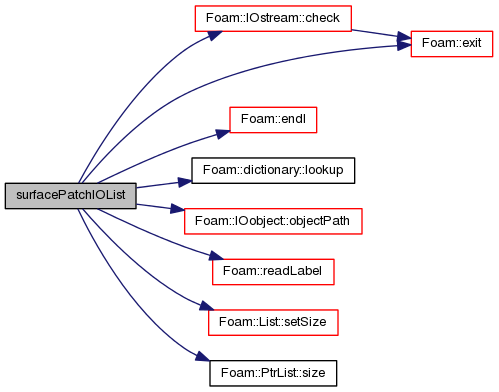 Foam::IOstream::check
Foam::exit
Foam::endl
Foam::dictionary::lookup
surfacePatchIOList
Foam::IOobject::objectPath
Foam::readLabel
Foam::List::setSize
Foam::PtrList::size